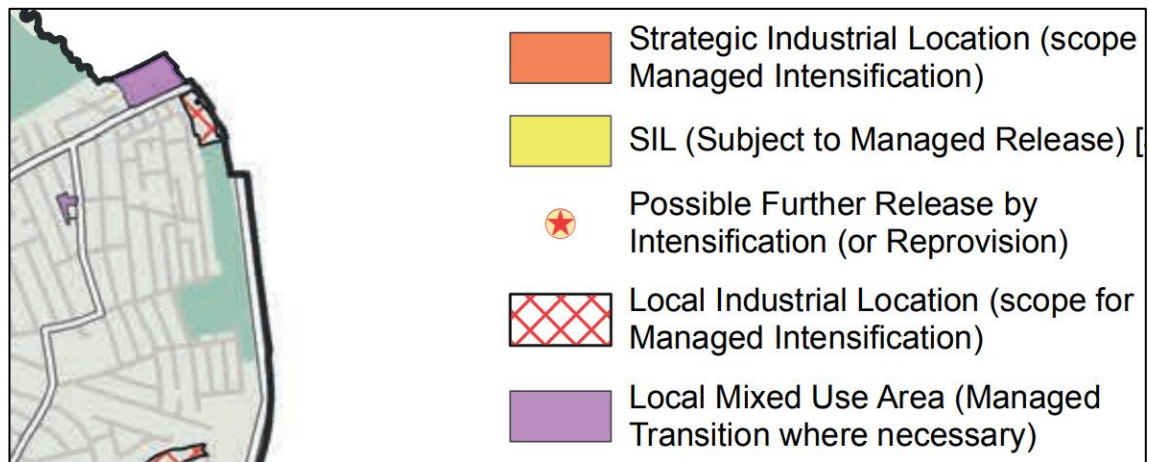 Strategic Industrial Location (scope
Managed Intensification)
SIL (Subject to Managed Release) [
Possible Further Release by
Intensification (or Reprovision)
Local Industrial Location (scope for
Managed Intensification)
Local Mixed Use Area (Managed
Transition where necessary)